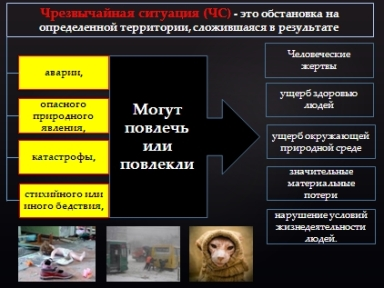 Чрезвычайная ситуация (ЧС) - это обстановка на
определенной территории, сложившаяся в результате
аварии,
опасного
природного
явления,
катастрофы,
стихийного или
иного бедствия,
Могут
повлечь
или
повлекли
Человеческие
жертвы
ущерб здоровью
людей
ущерб окружающей
природной среде
значительные
материальные
потери
нарушение условий
жизнедеятельности
людей.